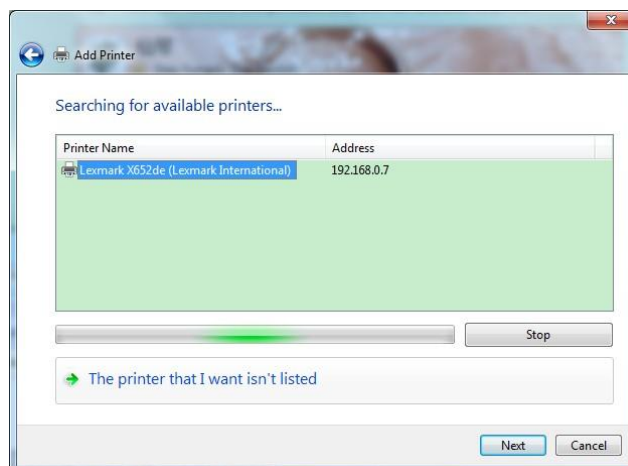 Add Printer
Searching for available printers...
Printer Name Address
Lexmark X652de (Lexmark International) 192.168.0.7
Stop
The printer that I want isn't listed
Next Cancel